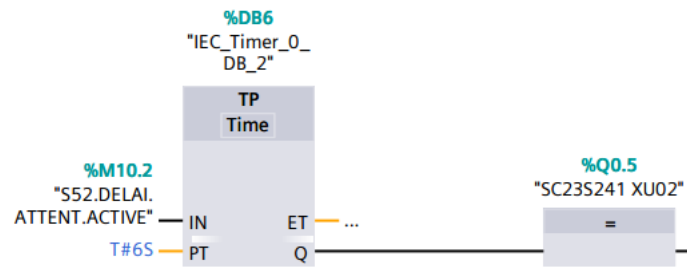 %DB6
"IEC_Timer_0_
DB_2"
TP
Time
%M10.2
"S52.DELAI.
ATTENT.ACTIVE"
IN
ET
...
T#6S
PT
Q
%Q0.5
"SC23S241 XU02"
=